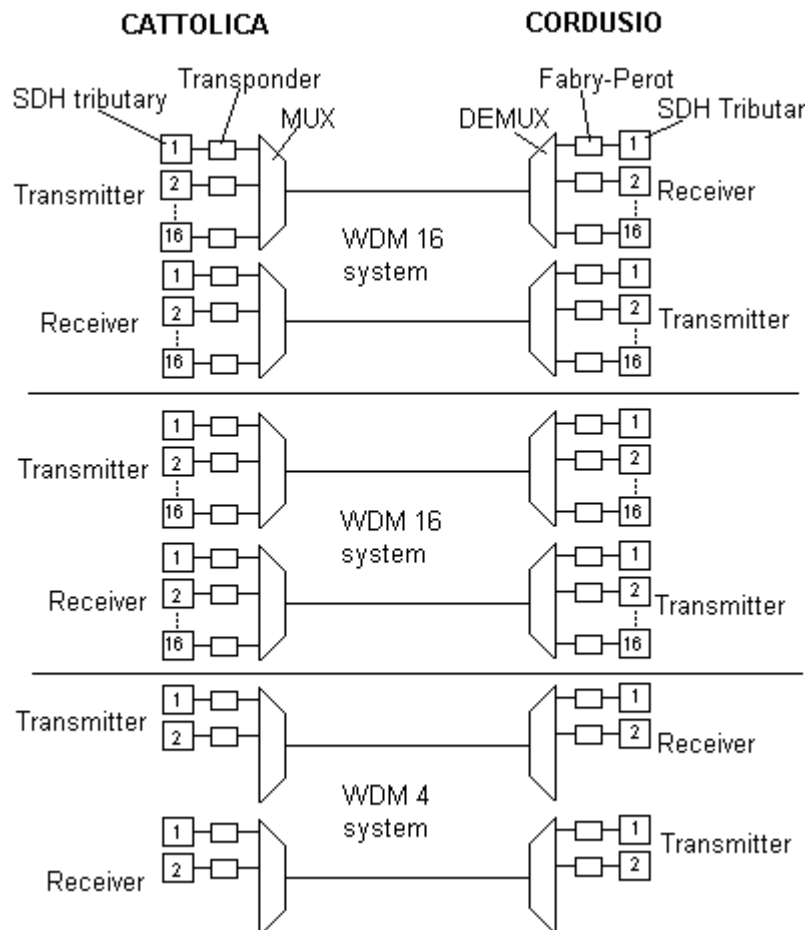 CATTOLICA CORDUSIO
Transponder Fabry-Perot
SDH tributary MUX DEMUX SDH Tributar
1 1
Transmitter 2 2 Receiver
16 16
WDM 16
system
1 1
Receiver 2 2 Transmitter
16 16
1 1
Transmitter 2 2
16 16
WDM 16
system
1 1
Receiver 2 2 Transmitter
16 16
Transmitter 1 1
2 2 Receiver
WDM 4
system
1 1
Receiver 2 2 Transmitter